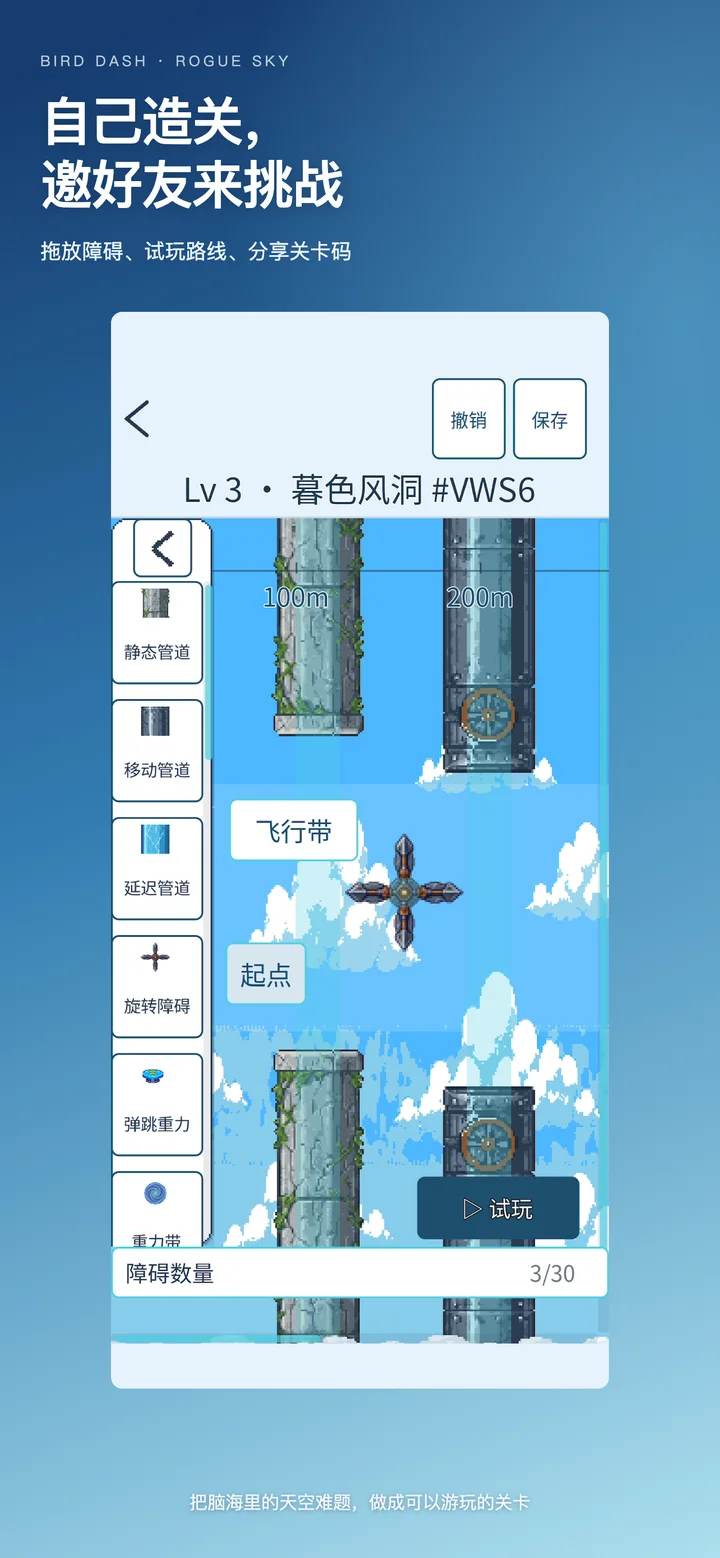 BIRD DASH · ROGUE SKY
自己造关，
邀好友来挑战
拖放障碍、试玩路线、分享关卡码
撤销
保存
Lv 3 · 暮色风洞 #VWS6
100m
200m
静态管道
移动管道
飞行带
延迟管道
起点
旋转障碍
弹跳重力
▷ 试玩
重力带
障碍数量
3/30
把脑海里的天空难题，做成可以游玩的关卡